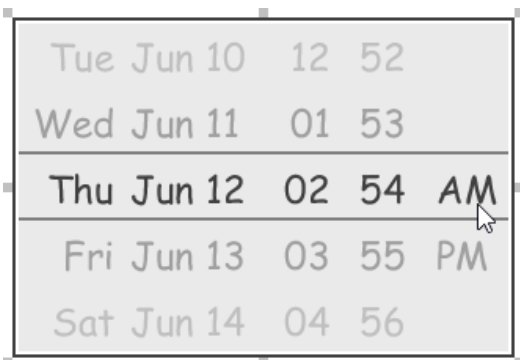 Tue Jun 10 12 52
Wed Jun 11 01 53
Thu Jun 12 02 54 AM
Fri Jun 13 03 55 PM
Sat Jun 14 04 56